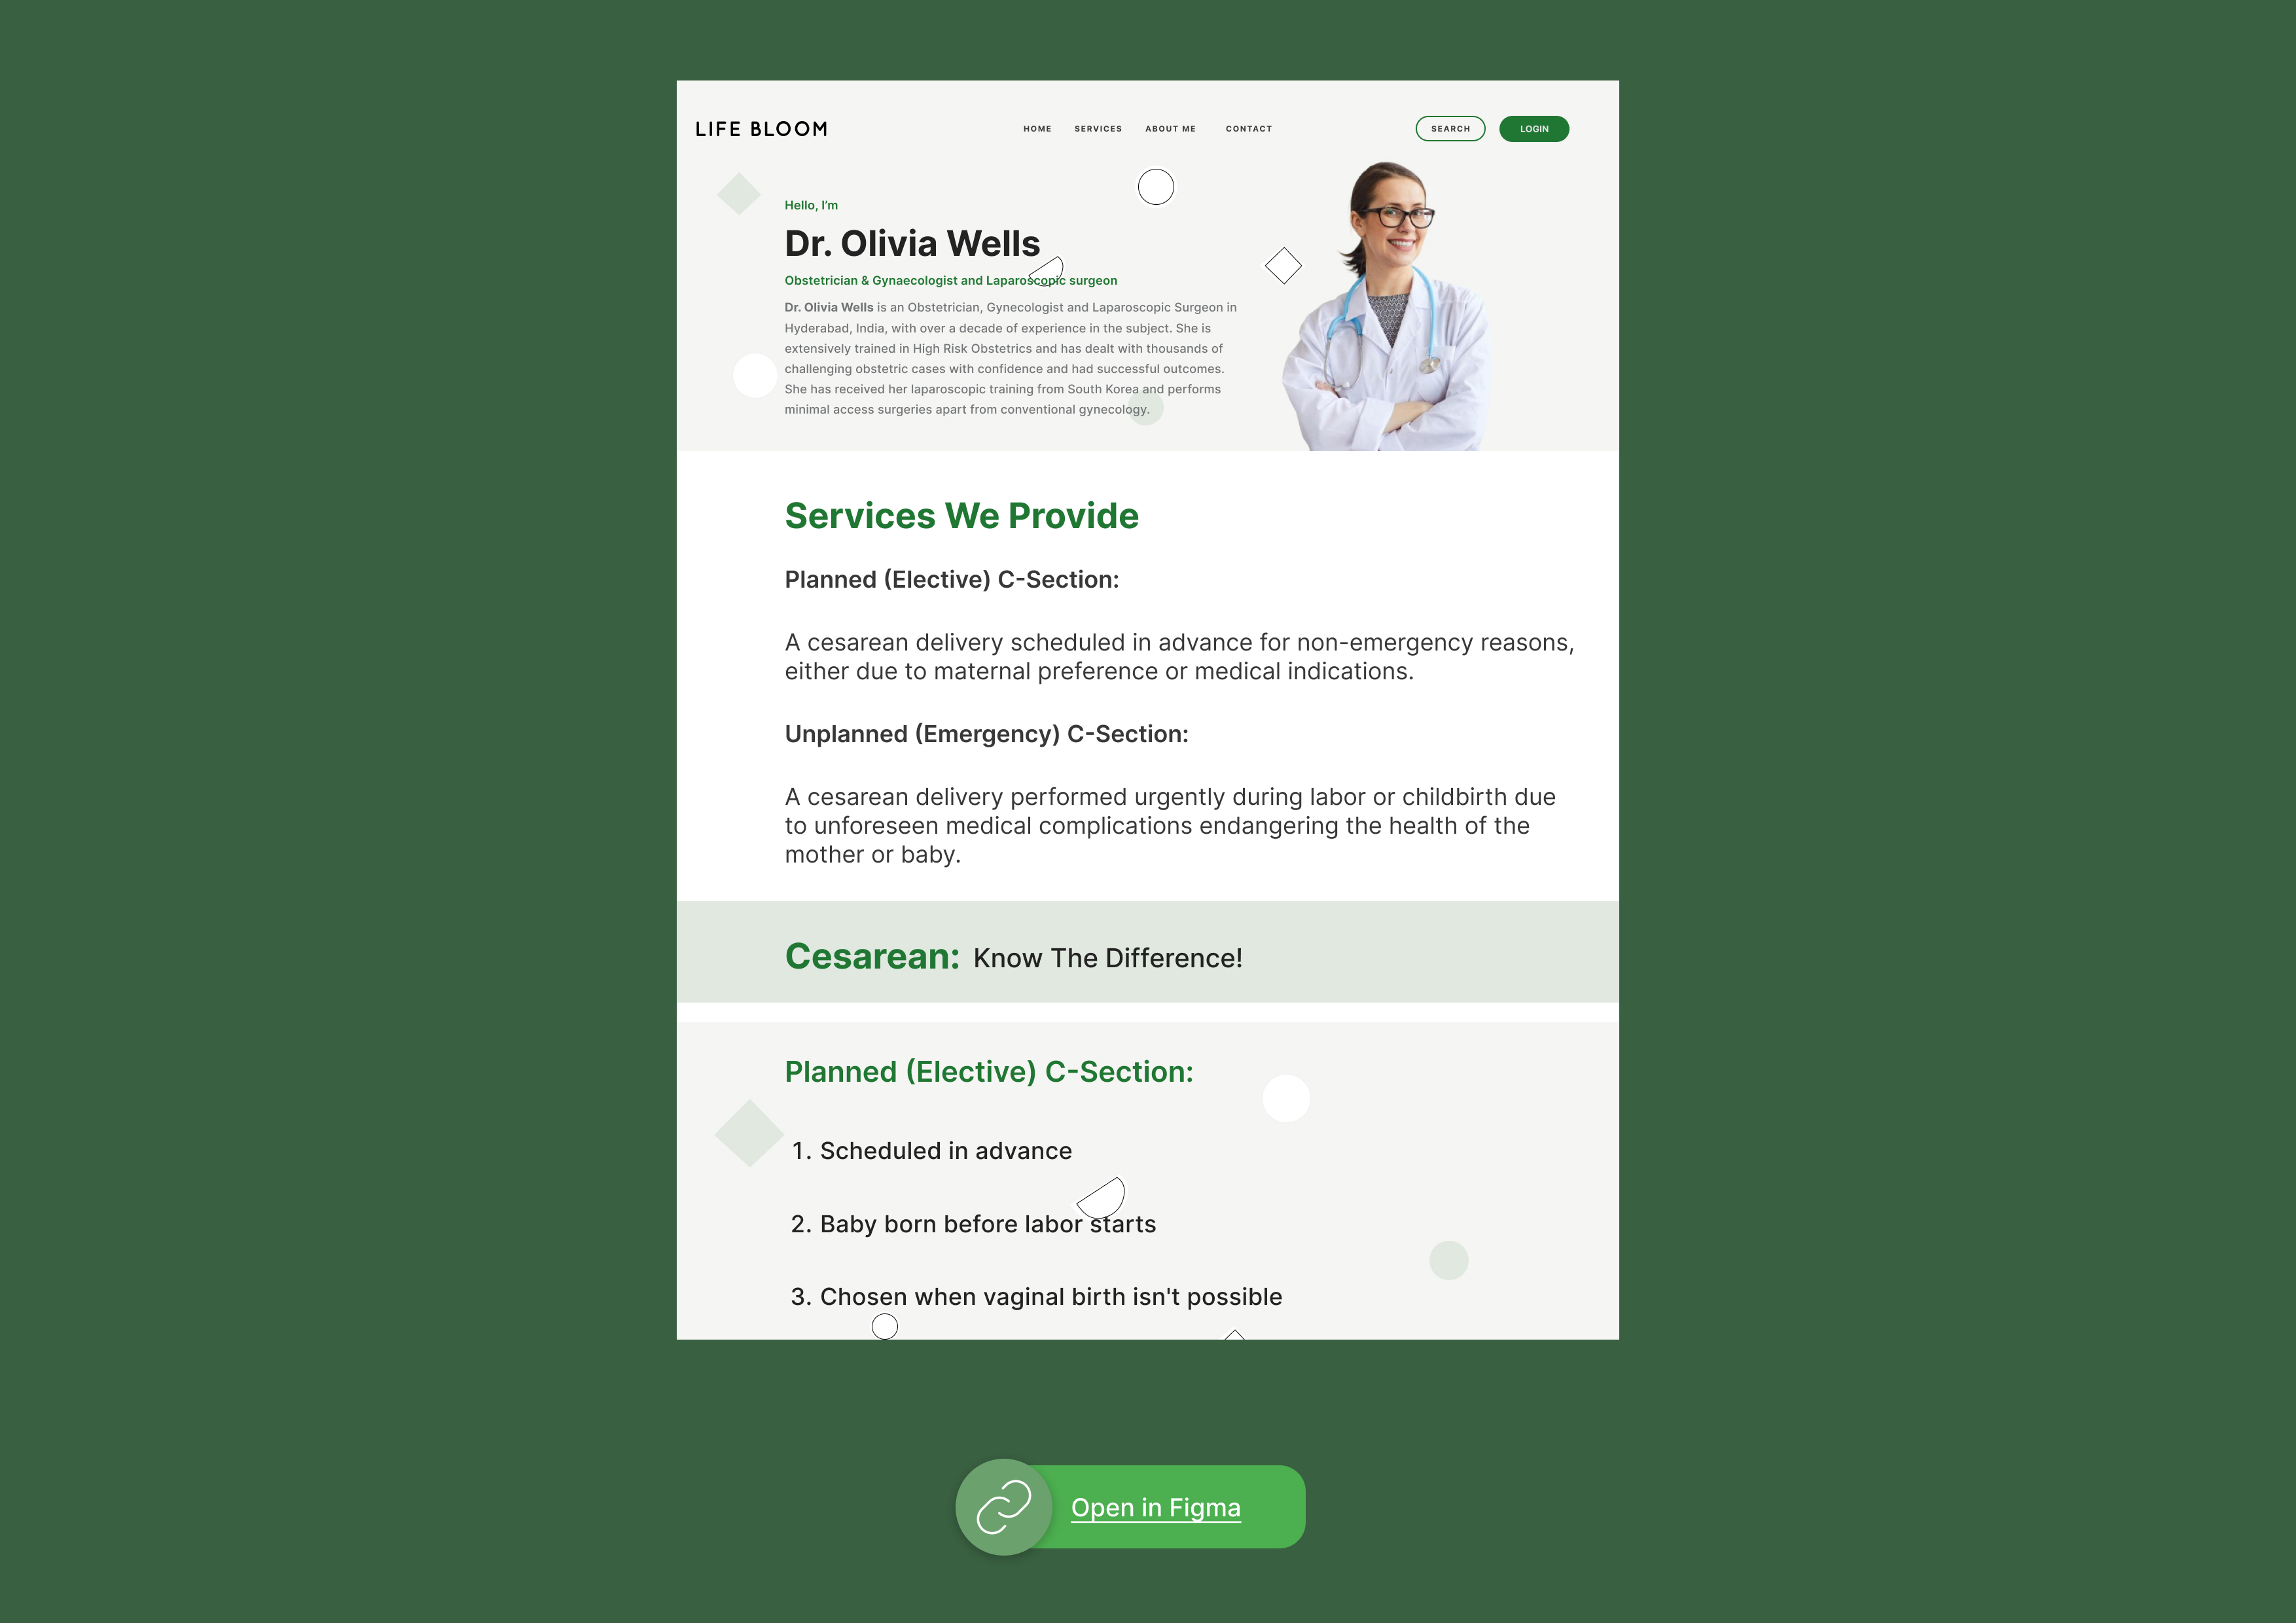 LIFE BLOOM
HOME SERVICES ABOUT ME CONTACT
SEARCH LOGIN
Hello, I'm
Dr. Olivia Wells
Obstetrician & Gynaecologist and Laparoscopic surgeon
Dr. Olivia Wells is an Obstetrician, Gynecologist and Laparoscopic Surgeon in
Hyderabad, India, with over a decade of experience in the subject. She is
extensively trained in High Risk Obstetrics and has dealt with thousands of
challenging obstetric cases with confidence and had successful outcomes.
She has received her laparoscopic training from South Korea and performs
minimal access surgeries apart from conventional gynecology.
Services We Provide
Planned (Elective) C-Section:
A cesarean delivery scheduled in advance for non-emergency reasons,
either due to maternal preference or medical indications.
Unplanned (Emergency) C-Section:
A cesarean delivery performed urgently during labor or childbirth due
to unforeseen medical complications endangering the health of the
mother or baby.
Cesarean: Know The Difference!
Planned (Elective) C-Section:
1. Scheduled in advance
2. Baby born before labor starts
3. Chosen when vaginal birth isn't possible
Open in Figma